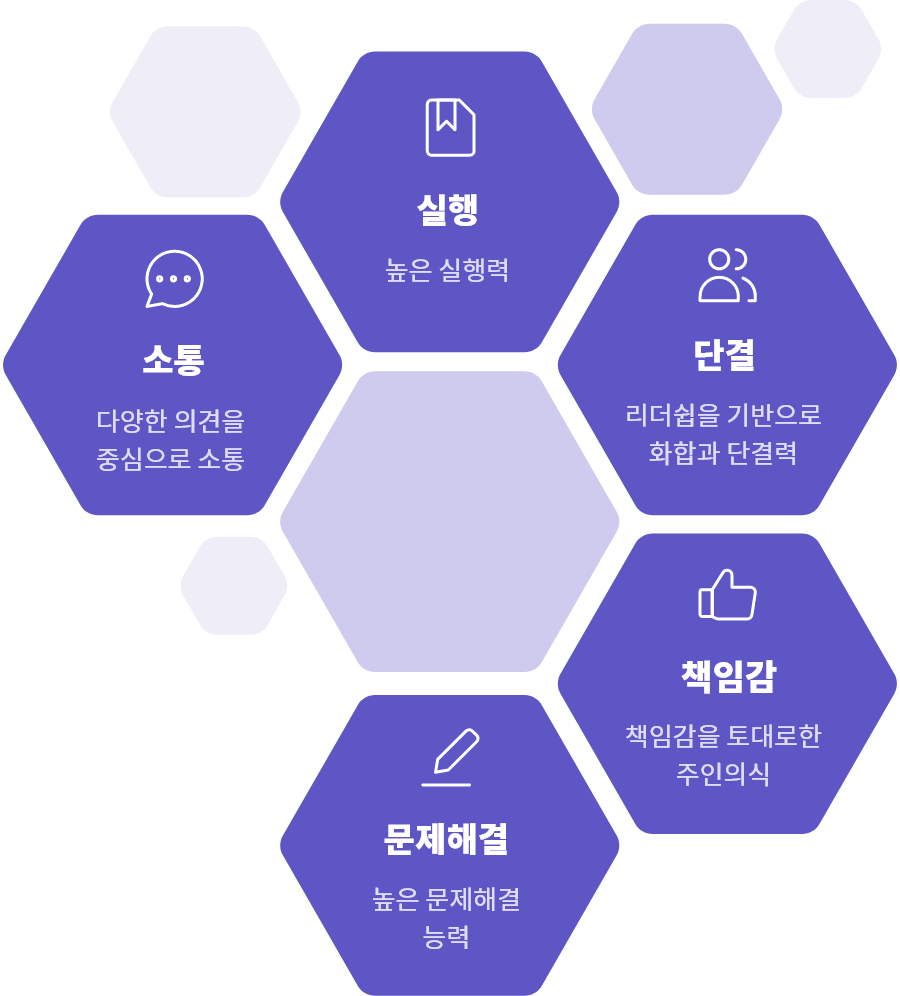 실행
높은 실행력
소통
다양한 의견을
중심으로 소통
단결
리더쉽을 기반으로
화합과 단결력
책임감
책임감을 토대로한
주인의식
문제해결
높은 문제해결
능력